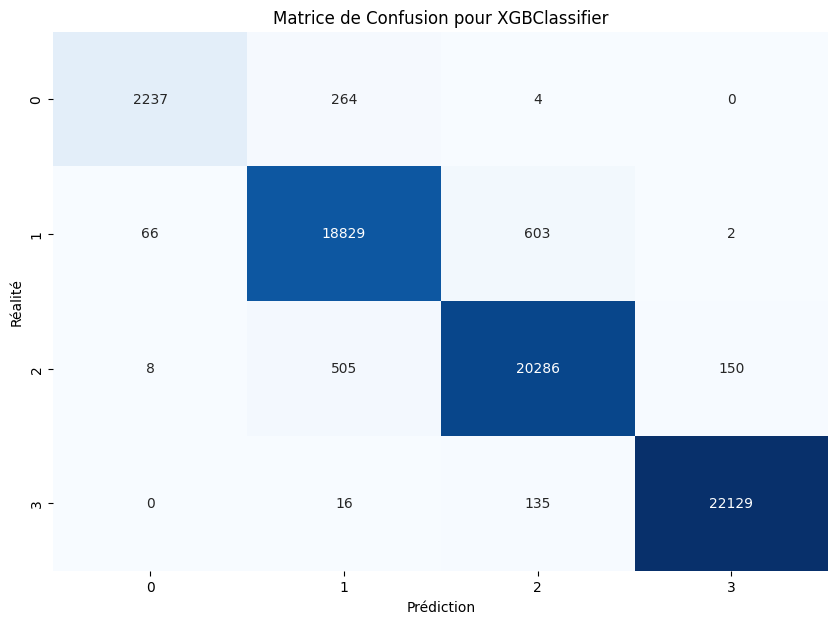 Matrice de Confusion pour XGBClassifier
0 2237 264 4 0
1 66 18829 603 2
2 8 505 20286 150
3 0 16 135 22129
Réalité
0 1 2 3
Prédiction